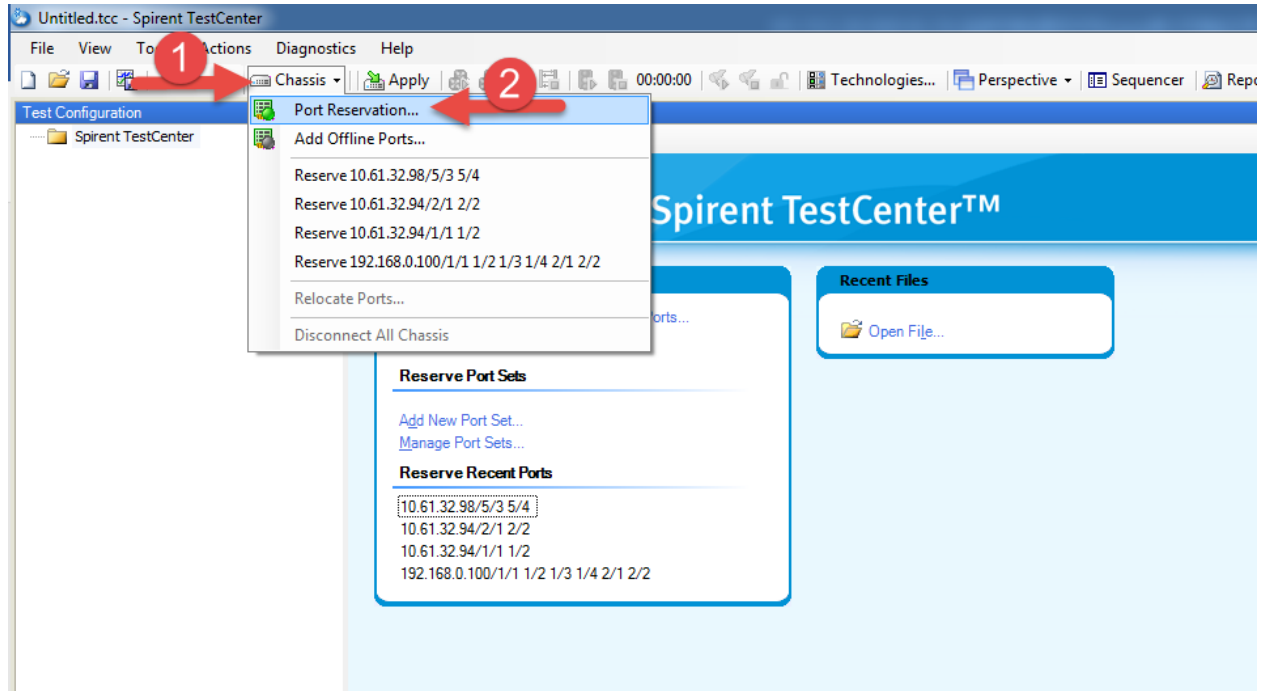 Untitled.tcc - Spirent TestCenter
File View To Actions Diagnostics Help
1
Chassis Apply 2 00:00:00 Technologies... Perspective Sequencer Repo
Test Configuration
Port Reservation...
Spirent TestCenter
Add Offline Ports...
Reserve 10.61.32.98/5/3 5/4
Reserve 10.61.32.94/2/1 2/2
Reserve 10.61.32.94/1/1 1/2
Reserve 192.168.0.100/1/1 1/2 1/3 1/4 2/1 2/2
Relocate Ports...
Disconnect All Chassis
Spirent TestCenter™
orts...
Reserve Port Sets
Add New Port Set...
Manage Port Sets...
Reserve Recent Ports
10.61.32.98/5/3 5/4
10.61.32.94/2/1 2/2
10.61.32.94/1/1 1/2
192.168.0.100/1/1 1/2 1/3 1/4 2/1 2/2
Recent Files
Open File...